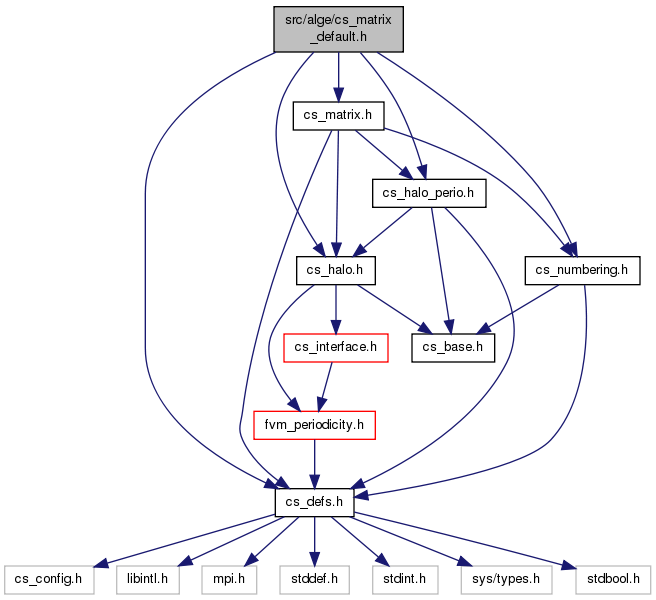 src/alge/cs_matrix
_default.h
cs_matrix.h
cs_halo_perio.h
cs_halo.h
cs_numbering.h
cs_interface.h
cs_base.h
fvm_periodicity.h
cs_defs.h
cs_config.h
libintl.h
mpi.h
stddef.h
stdint.h
sys/types.h
stdbool.h